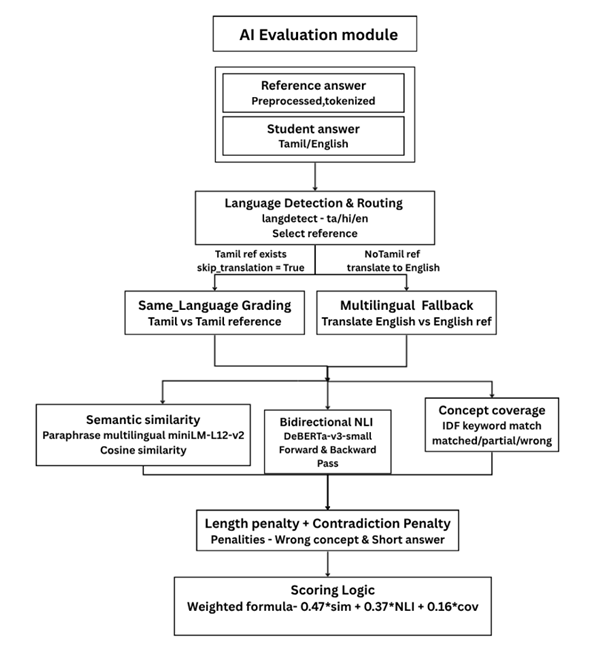 AI Evaluation module
Reference answer
Preprocessed,tokenized
Student answer
Tamil/English
Language Detection & Routing
langdetect - ta/hi/en
Select reference
Tamil ref exists
skip_translation = True
NoTamil ref
translate to English
Same_Language Grading
Tamil vs Tamil reference
Multilingual Fallback
Translate English vs English ref
Semantic similarity
Paraphrase multilingual miniLM-L12-v2
Cosine similarity
Bidirectional NLI
DeBERTa-v3-small
Forward & Backward
Pass
Concept coverage
IDF keyword match
matched/partial/wrong
Length penalty + Contradiction Penalty
Penalities - Wrong concept & Short answer
Scoring Logic
Weighted formula- 0.47*sim + 0.37*NLI + 0.16*cov